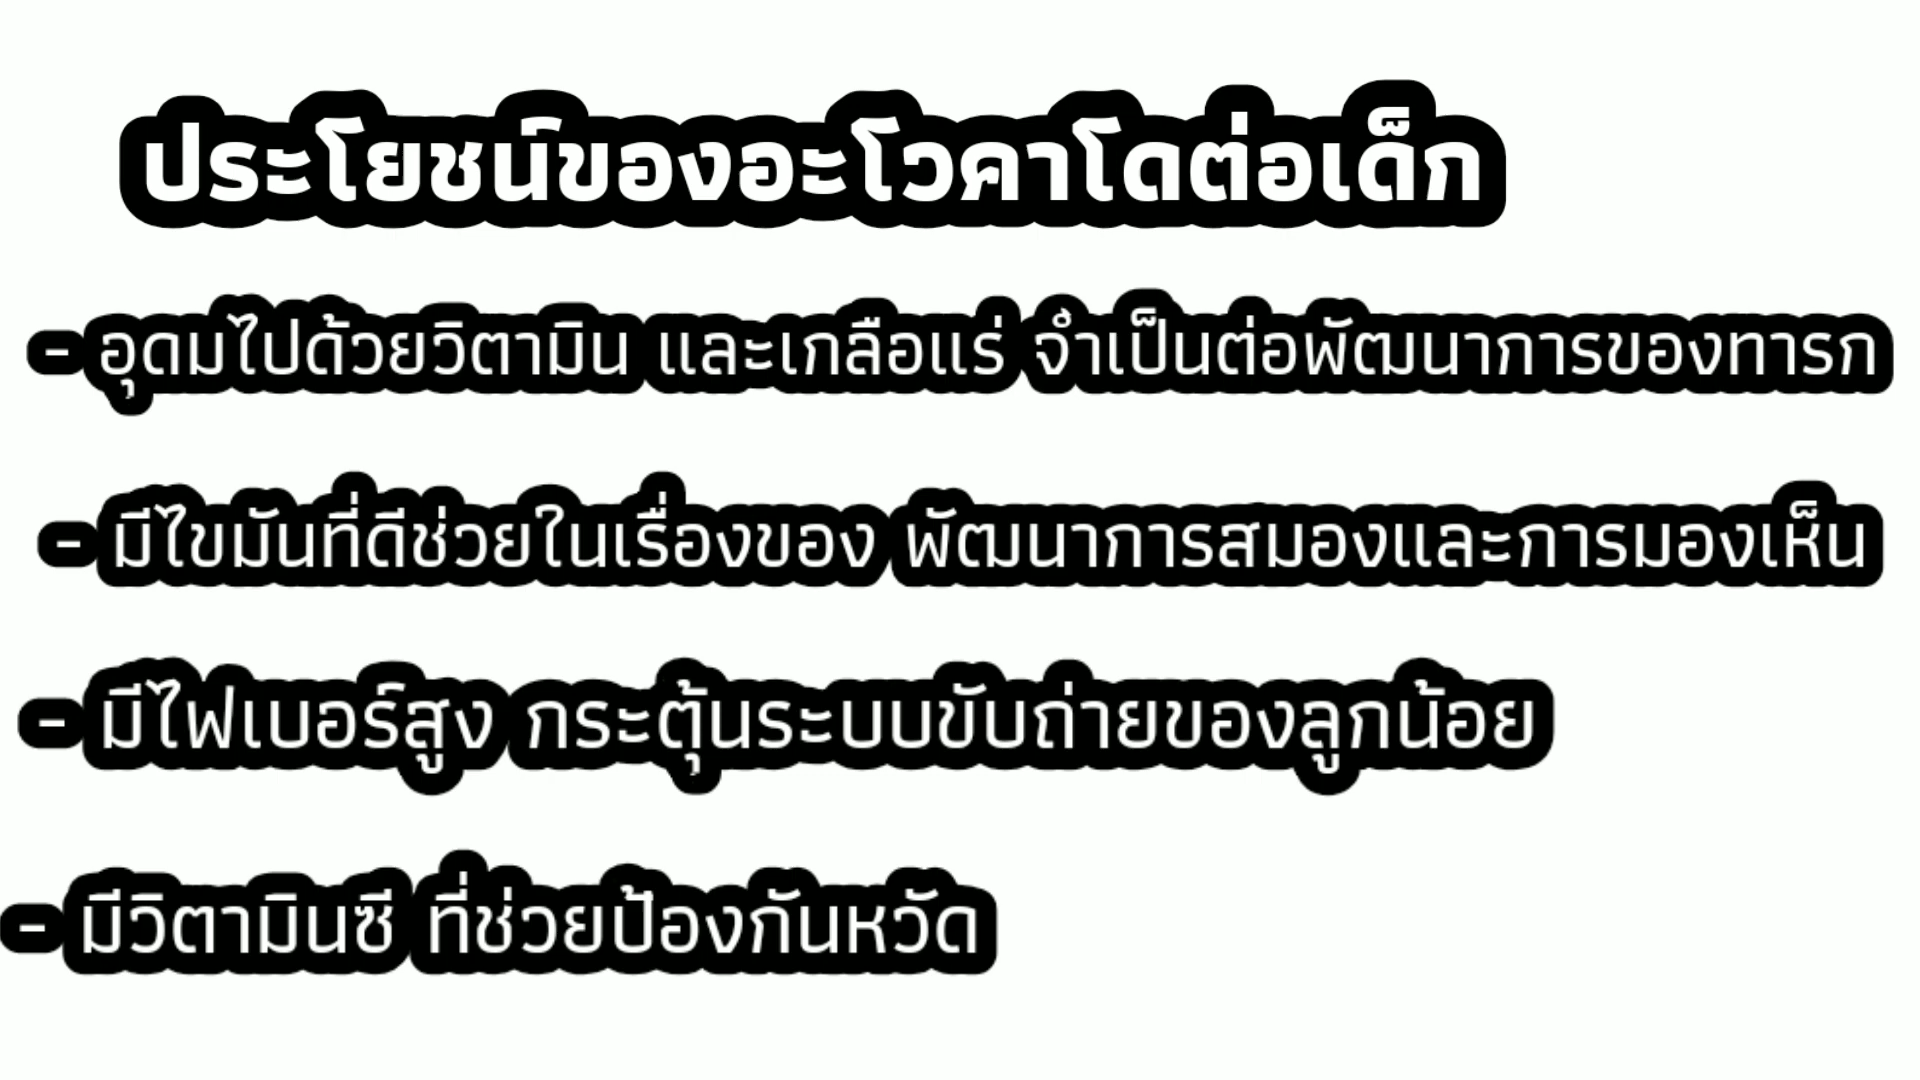 ประโยชน์ของอะโวคาโดต่อเด็ก
- อุดมไปด้วยวิตามิน และเกลือแร่ จำเป็นต่อพัฒนาการของทารก
- มีไขมันที่ดีช่วยในเรื่องของ พัฒนาการสมองและการมองเห็น
- มีไฟเบอร์สูง กระตุ้นระบบขับถ่ายของลูกน้อย
- มีวิตามินซี ที่ช่วยป้องกันหวัด